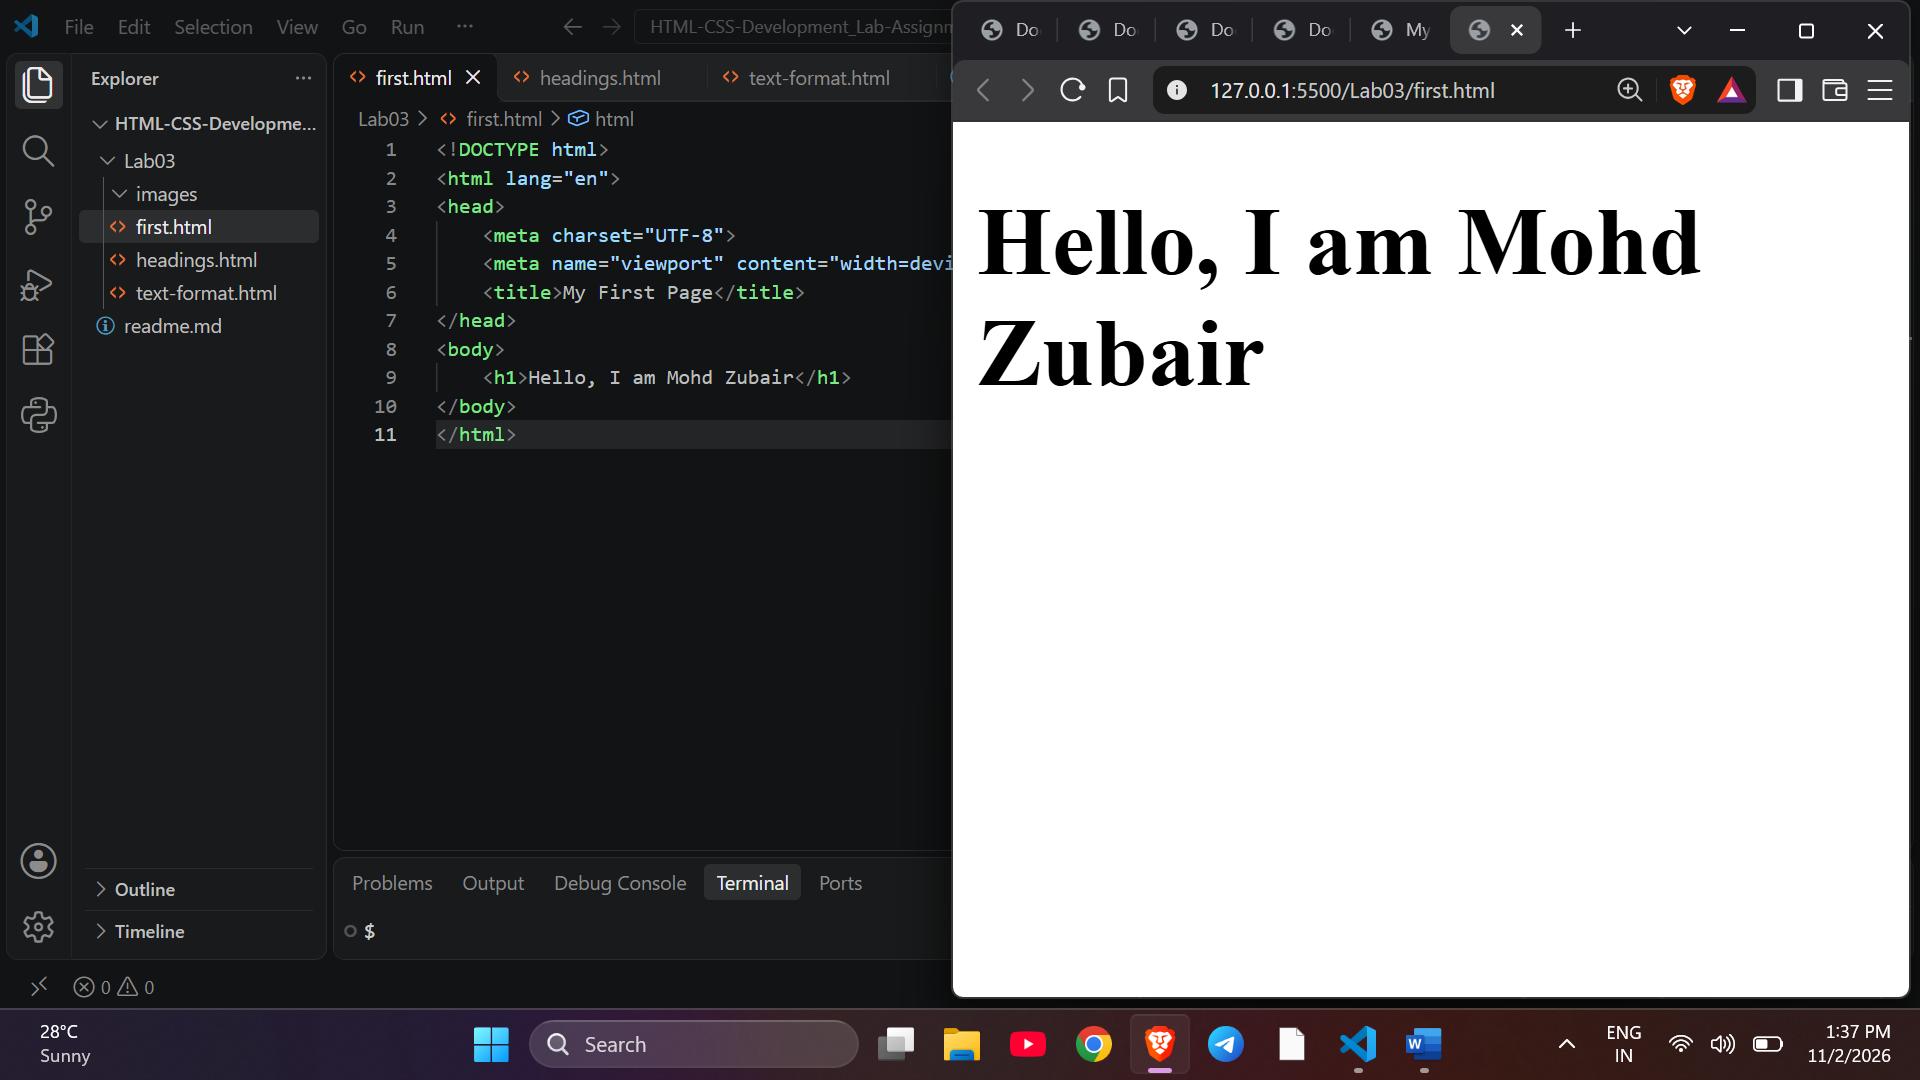 File Edit Selection View Go Run ···
HTML-CSS-Development_Lab-Assignm
Explorer ···
HTML-CSS-Developme...
Lab03
images
first.html
headings.html
text-format.html
readme.md
Outline
Timeline
first.html headings.html text-format.html
Lab03 > first.html > html
1 <!DOCTYPE html>
2 <html lang="en">
3 <head>
4 <meta charset="UTF-8">
5 <meta name="viewport" content="width=devi
6 <title>My First Page</title>
7 </head>
8 <body>
9 <h1>Hello, I am Mohd Zubair</h1>
10 </body>
11 </html>
Problems Output Debug Console Terminal Ports
$
0 0
Do Do Do Do My
127.0.0.1:5500/Lab03/first.html
Hello, I am Mohd
Zubair
28°C
Sunny
Search
W
ENG
IN
1:37 PM
11/2/2026